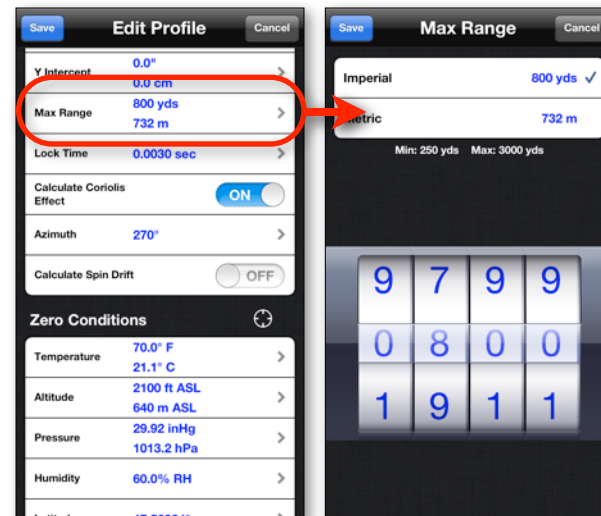 Save Edit Profile Cancel
Y Intercept 0.0"
0.0 cm
Max Range 800 yds
732 m
Lock Time 0.0030 sec
Calculate Coriolis
Effect ON
Azimuth 270°
Calculate Spin Drift OFF
Zero Conditions
Temperature 70.0° F
21.1° C
Altitude 2100 ft ASL
640 m ASL
Pressure 29.92 inHg
1013.2 hPa
Humidity 60.0% RH
Save Max Range Cancel
Imperial 800 yds ✓
732 m
Min: 250 yds Max: 3000 yds
9 7 9 9
0 8 0 0
1 9 1 1